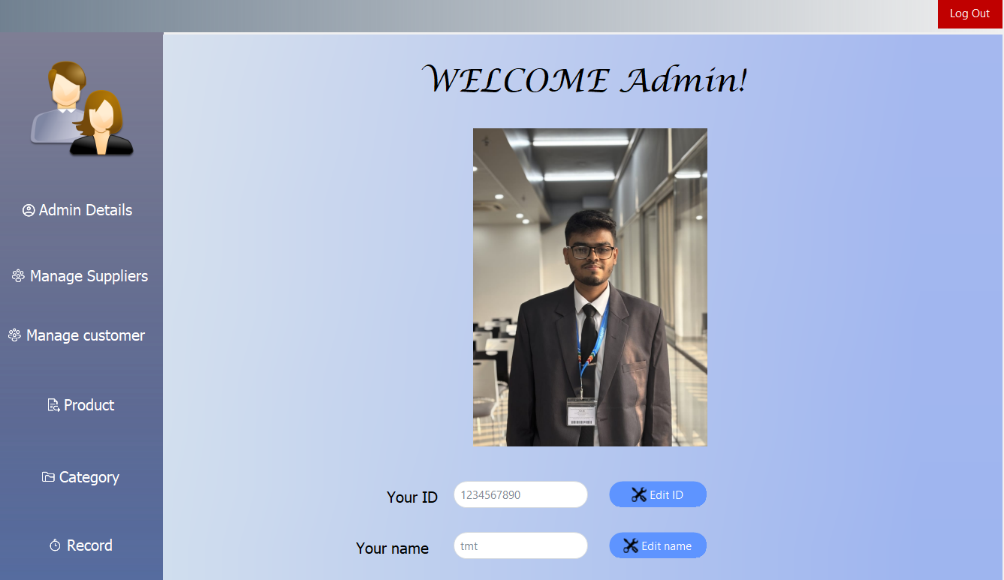 Log Out
WELCOME Admin!
Admin Details
Manage Suppliers
Manage customer
Product
Category
Record
Your ID 1234567890 Edit ID
Your name tmt Edit name